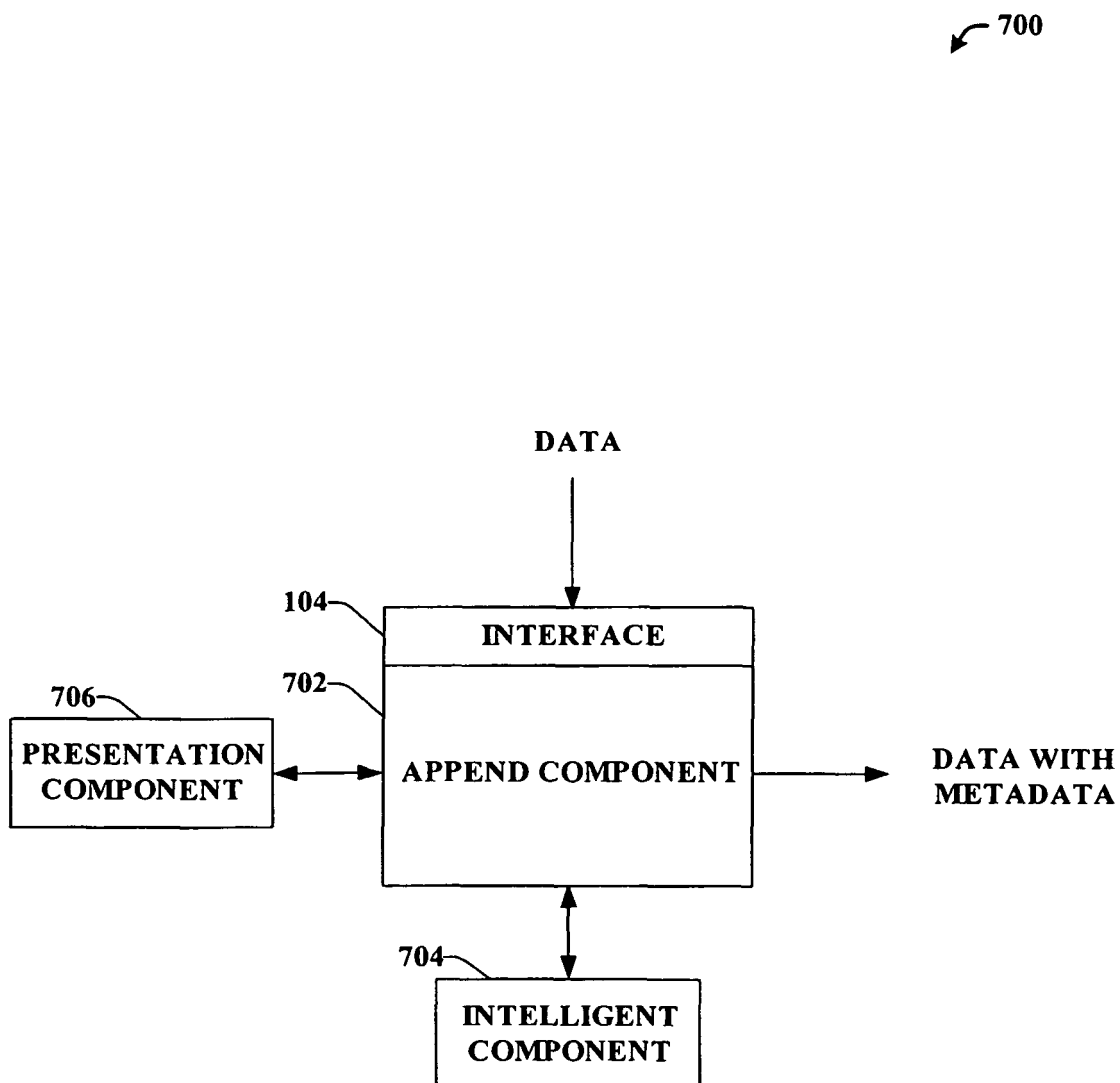 700
DATA
104
INTERFACE
702
706
PRESENTATION
COMPONENT
APPEND COMPONENT
DATA WITH
METADATA
704
INTELLIGENT
COMPONENT